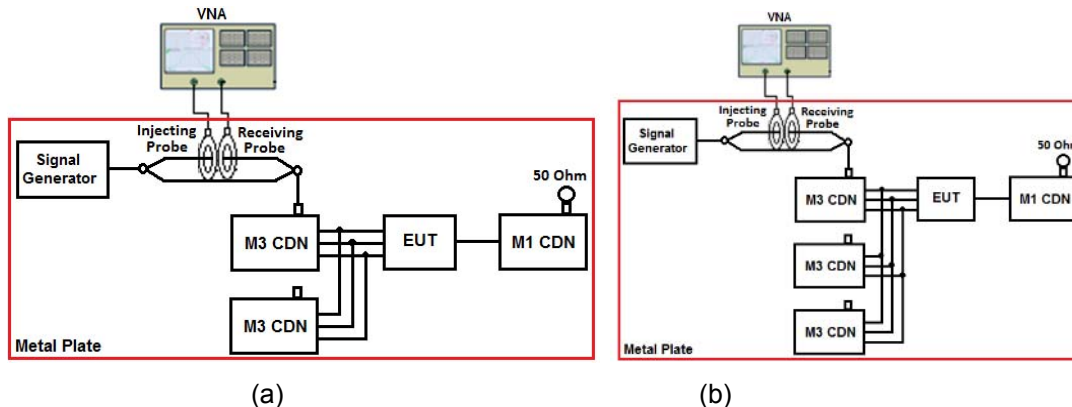 VNA
Injecting
Probe
Receiving
Probe
Signal
Generator
50 Ohm
M3 CDN
EUT
M1 CDN
M3 CDN
Metal Plate
(a)
VNA
Injecting
Probe
Receiving
Probe
Signal
Generator
50 Ohm
M3 CDN
EUT
M1 CDN
M3 CDN
M3 CDN
Metal Plate
(b)